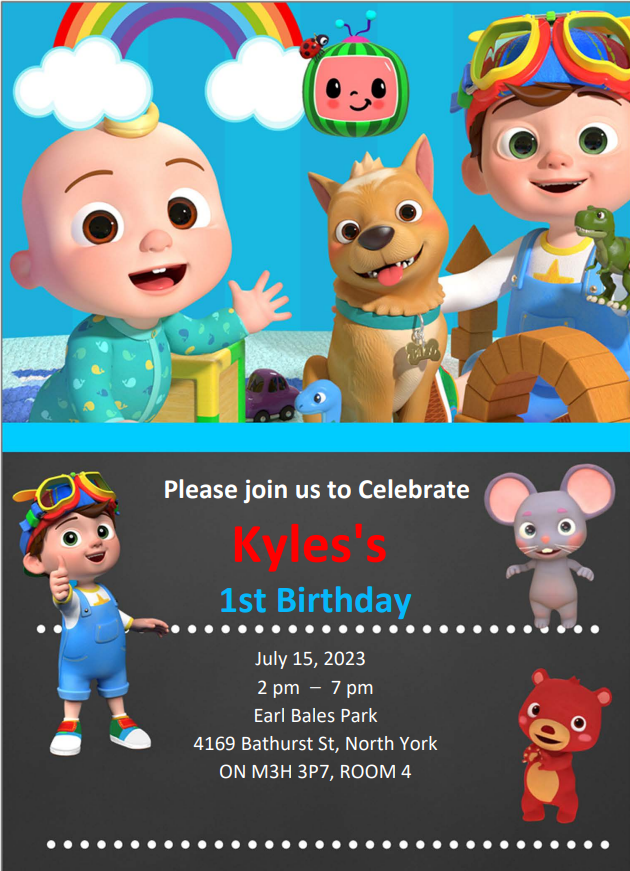 Please join us to Celebrate
Kyles's
1st Birthday
July 15, 2023
2 pm – 7 pm
Earl Bales Park
4169 Bathurst St, North York
ON M3H 3P7, ROOM 4